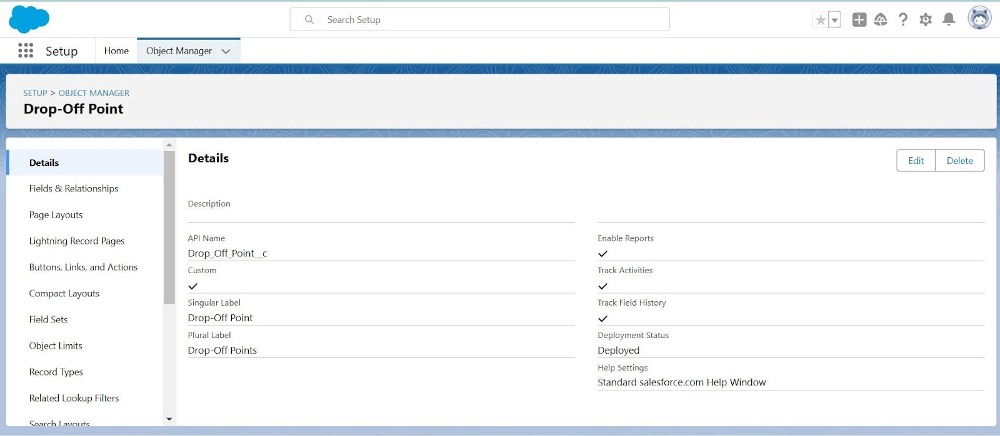 Search Setup
Setup
Home
Object Manager
SETUP > OBJECT MANAGER
Drop-Off Point
Details
Fields & Relationships
Page Layouts
Lightning Record Pages
Buttons, Links, and Actions
Compact Layouts
Field Sets
Object Limits
Record Types
Related Lookup Filters
Search Layouts
Details
Edit
Delete
Description
API Name
Drop_Off_Point__c
Custom
Singular Label
Drop-Off Point
Plural Label
Drop-Off Points
Enable Reports
Track Activities
Track Field History
Deployment Status
Deployed
Help Settings
Standard salesforce.com Help Window